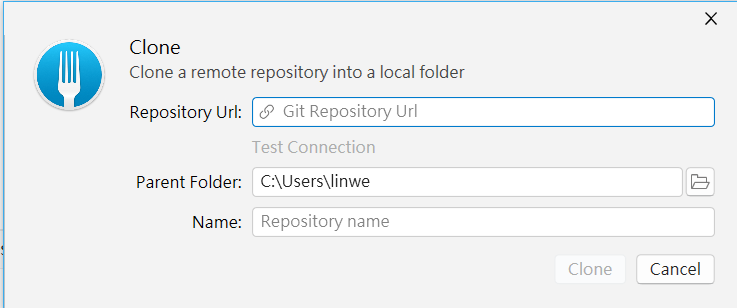 Clone
Clone a remote repository into a local folder
Repository Url: Git Repository Url
Test Connection
Parent Folder: C:\Users\linwe
Name: Repository name
Clone Cancel